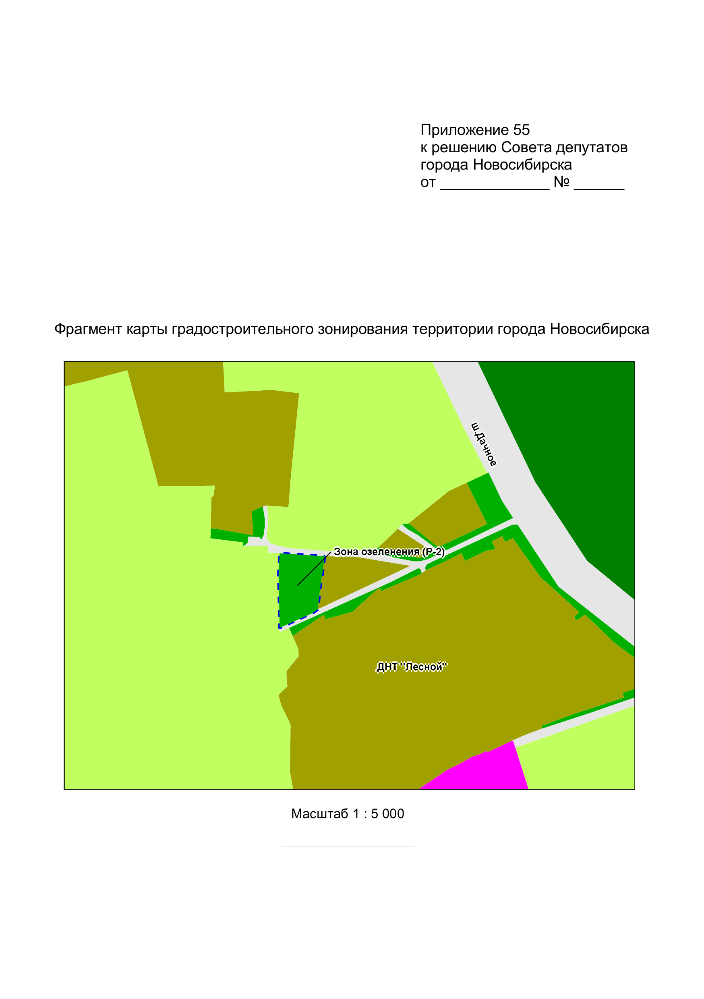 Приложение 55
к решению Совета депутатов
города Новосибирска
от _____________ № ______
Фрагмент карты градостроительного зонирования территории города Новосибирска
ш.Дачное
Зона озеленения (Р-2)
ДНТ "Лесной"
Масштаб 1 : 5 000